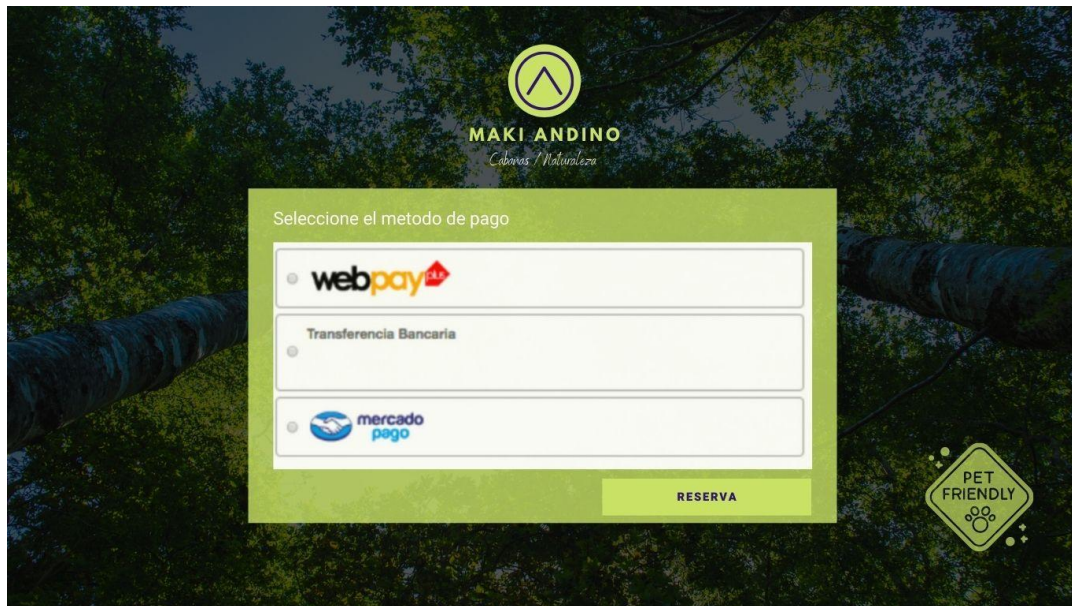 MAKI ANDINO
Cabañas / Naturaleza
Seleccione el metodo de pago
webpay plus
Transferencia Bancaria
mercado
pago
RESERVA
PET
FRIENDLY